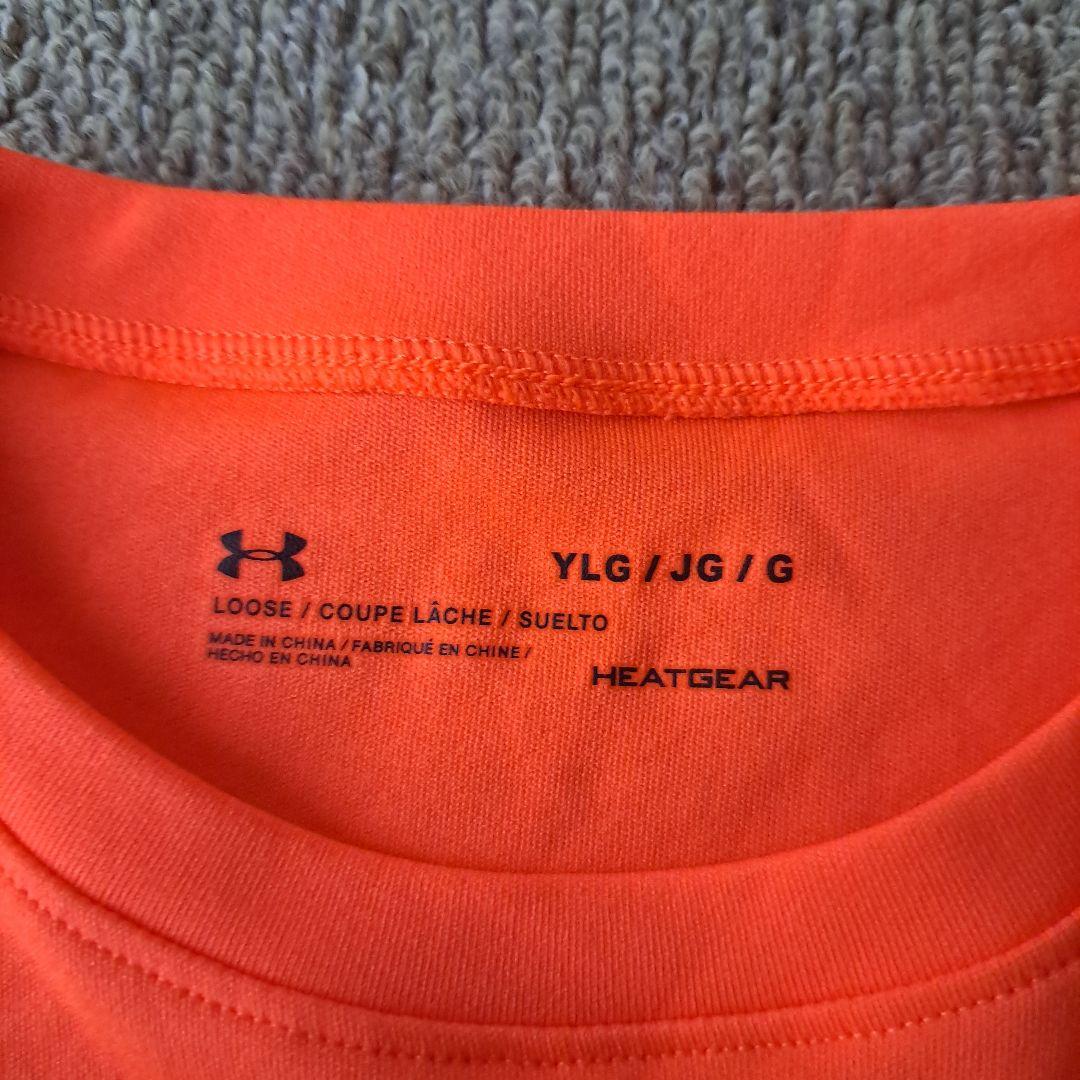 YLG / JG / G
LOOSE / COUPE LÂCHE / SUELTO
MADE IN CHINA / FABRIQUÉ EN CHINE /
HECHO EN CHINA
HEATGEAR